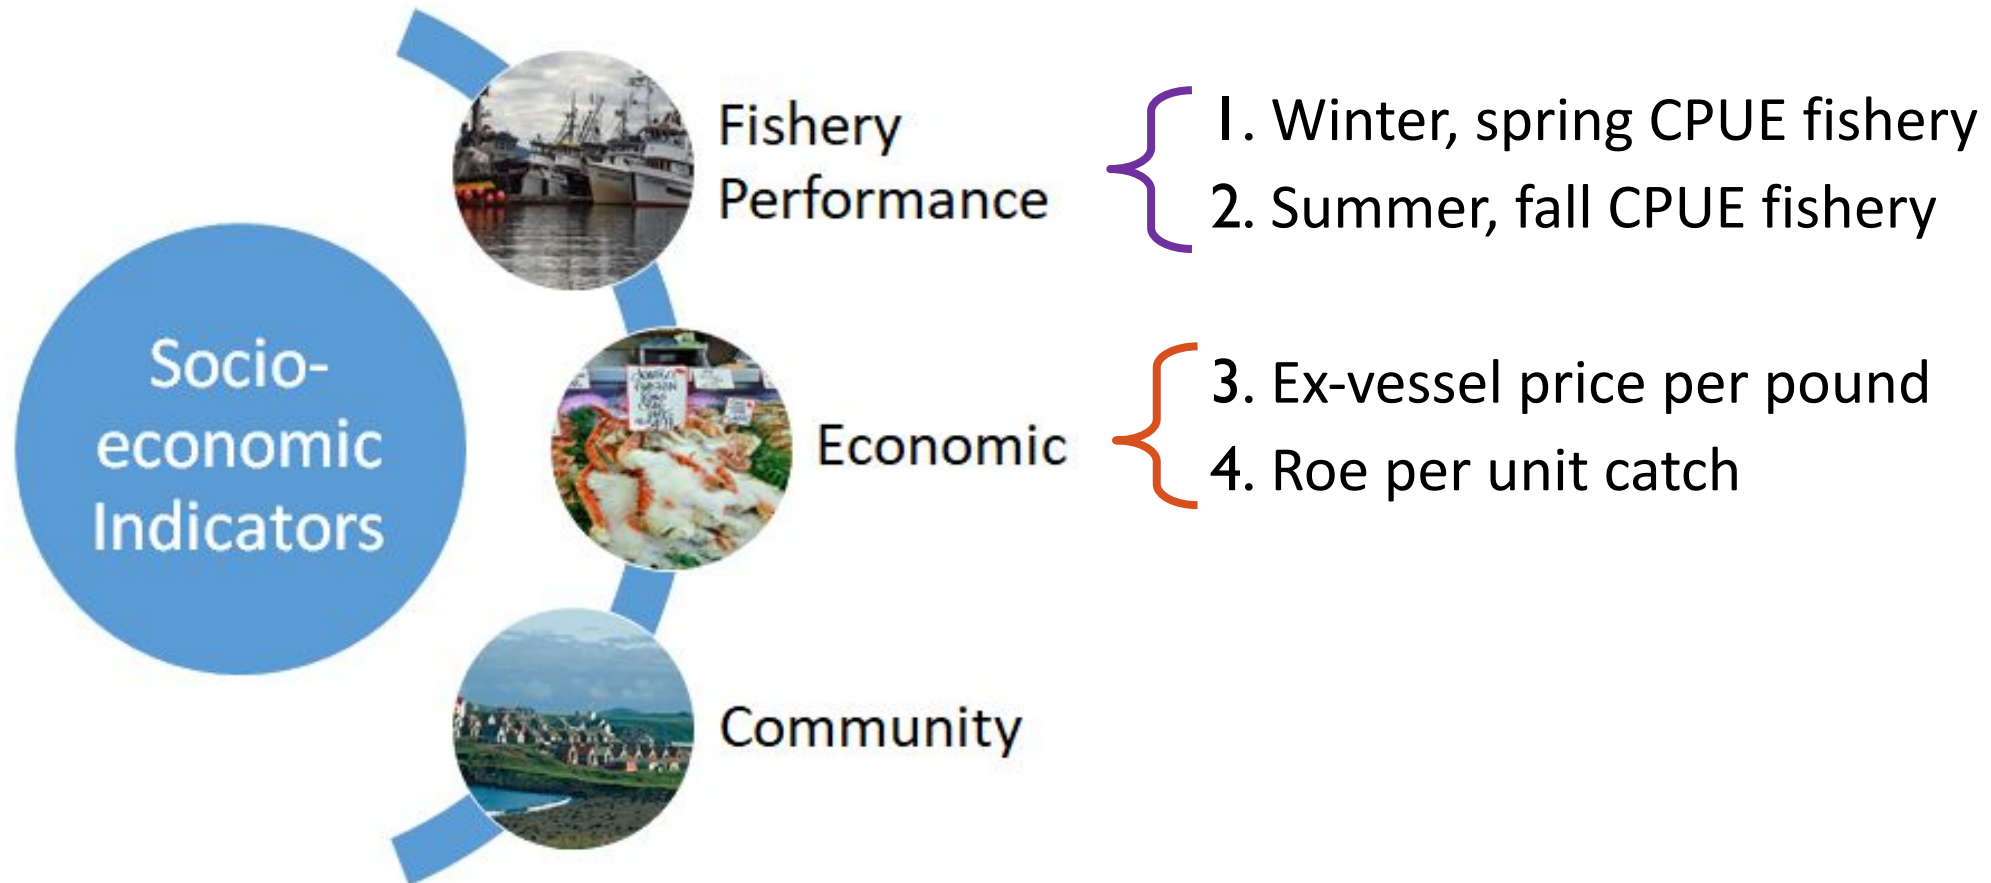 Socio-
economic
Indicators
Fishery
Performance
1. Winter, spring CPUE fishery
2. Summer, fall CPUE fishery
Economic
3. Ex-vessel price per pound
4. Roe per unit catch
Community